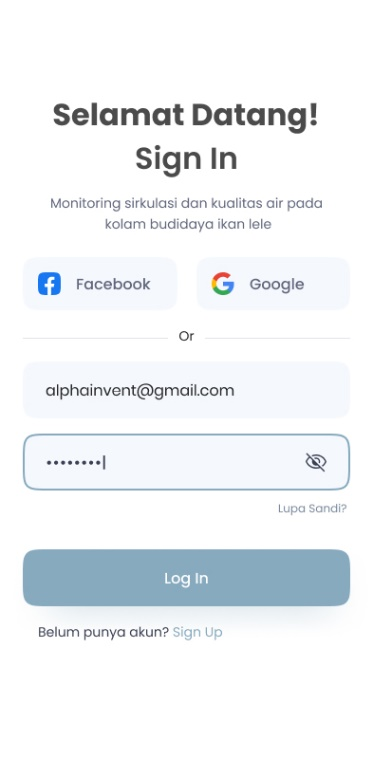 Selamat Datang!
Sign In
Monitoring sirkulasi dan kualitas air pada
kolam budidaya ikan lele
Facebook
Google
Or
alphainvent@gmail.com
••••••••|
Lupa Sandi?
Log In
Belum punya akun? Sign Up